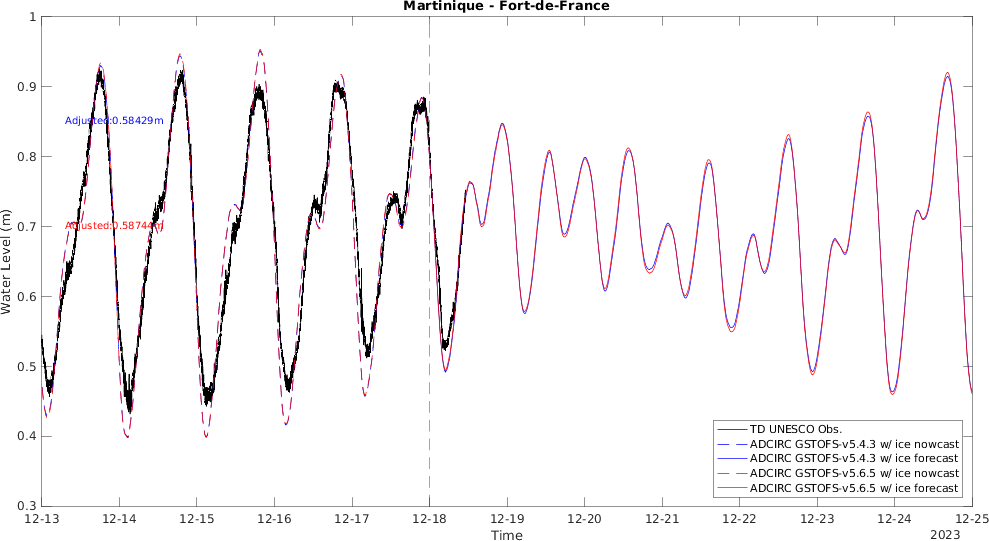 Martinique - Fort-de-France
1
0.9
0.8
0.7
0.6
0.5
0.4
0.3
Water Level (m)
Adjusted:0.58429m
Adjusted:0.58744m
TD UNESCO Obs.
ADCIRC GSTOFS-v5.4.3 w/ ice nowcast
ADCIRC GSTOFS-v5.4.3 w/ ice forecast
ADCIRC GSTOFS-v5.6.5 w/ ice nowcast
ADCIRC GSTOFS-v5.6.5 w/ ice forecast
12-13 12-14 12-15 12-16 12-17 12-18 12-19 12-20 12-21 12-22 12-23 12-24 12-25
Time
2023